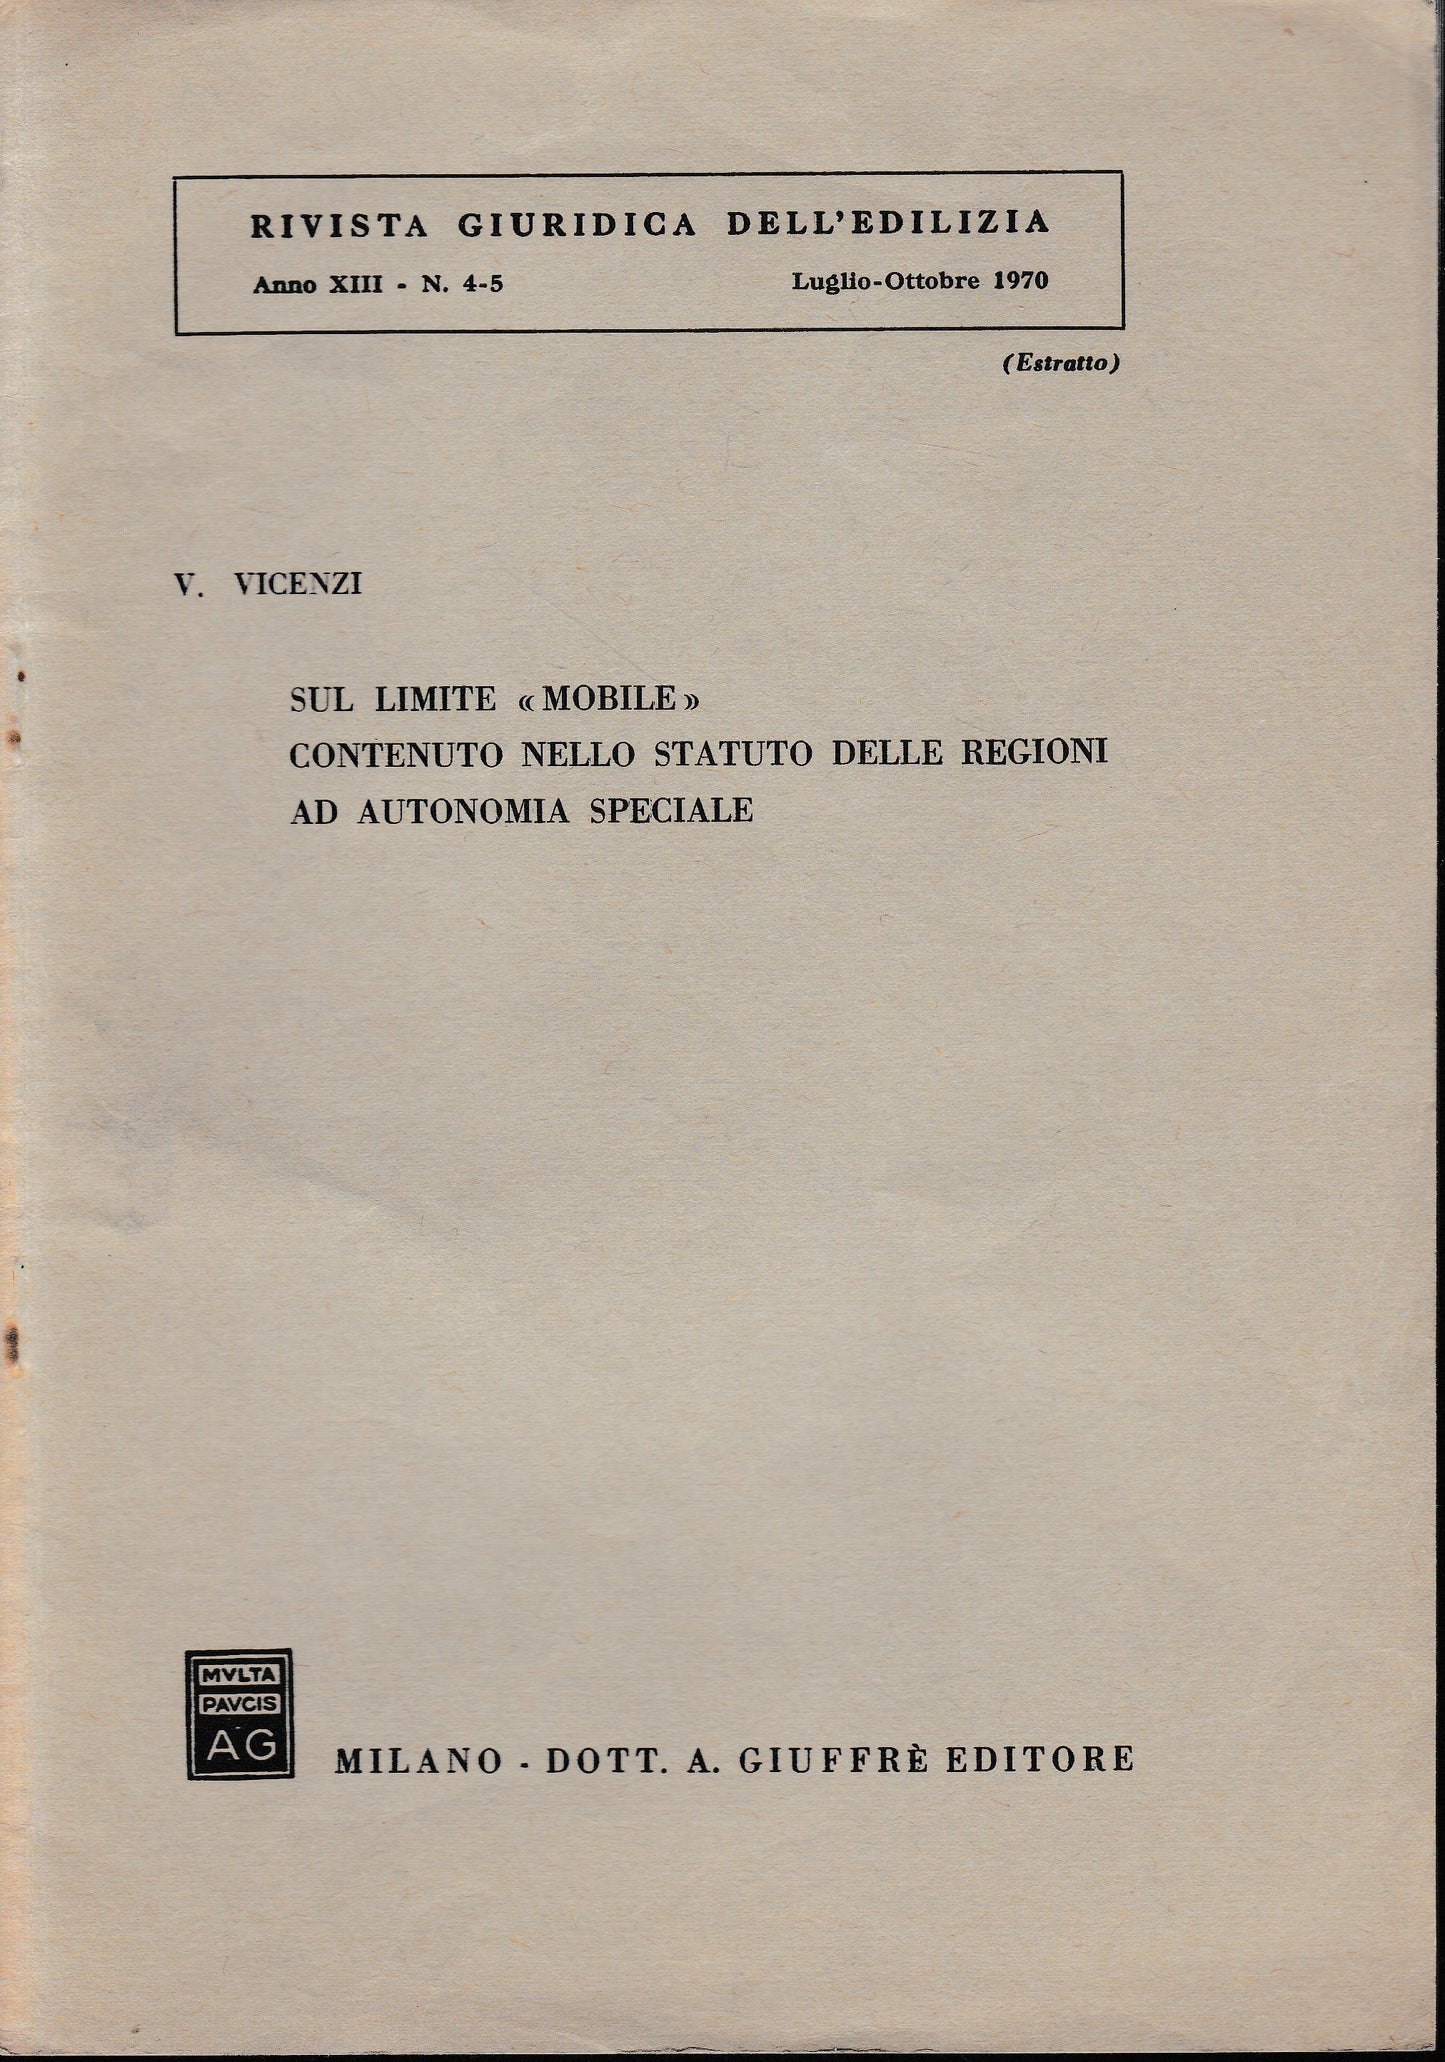 RIVISTA GIURIDICA DELL'EDILIZIA
Anno XIII - N. 4-5 Luglio-Ottobre 1970
(Estratto)
V. VICENZI
SUL LIMITE «MOBILE»
CONTENUTO NELLO STATUTO DELLE REGIONI
AD AUTONOMIA SPECIALE
MVLTA
PAVCIS
AG
MILANO - DOTT. A. GIUFFRÈ EDITORE